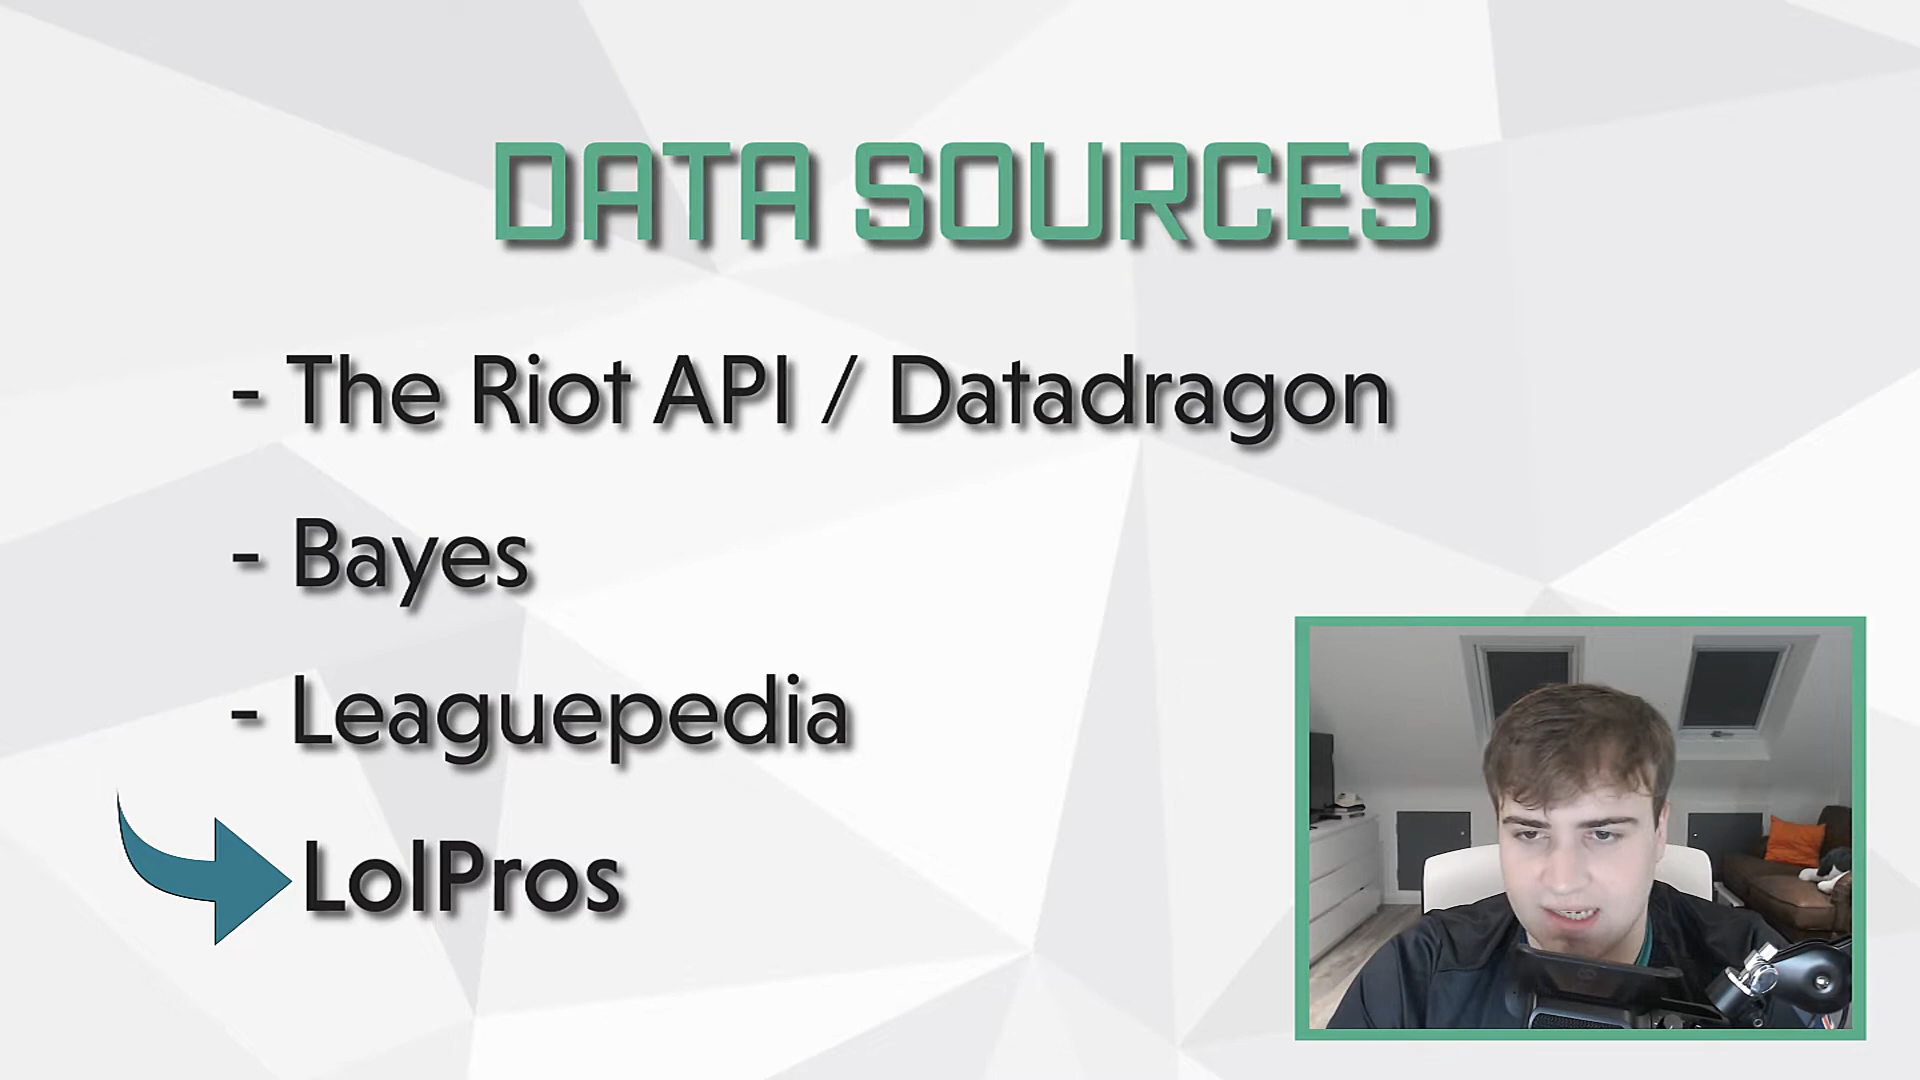 DATA SOURCES
- The Riot API / Datadragon
- Bayes
- Leaguepedia
LolPros